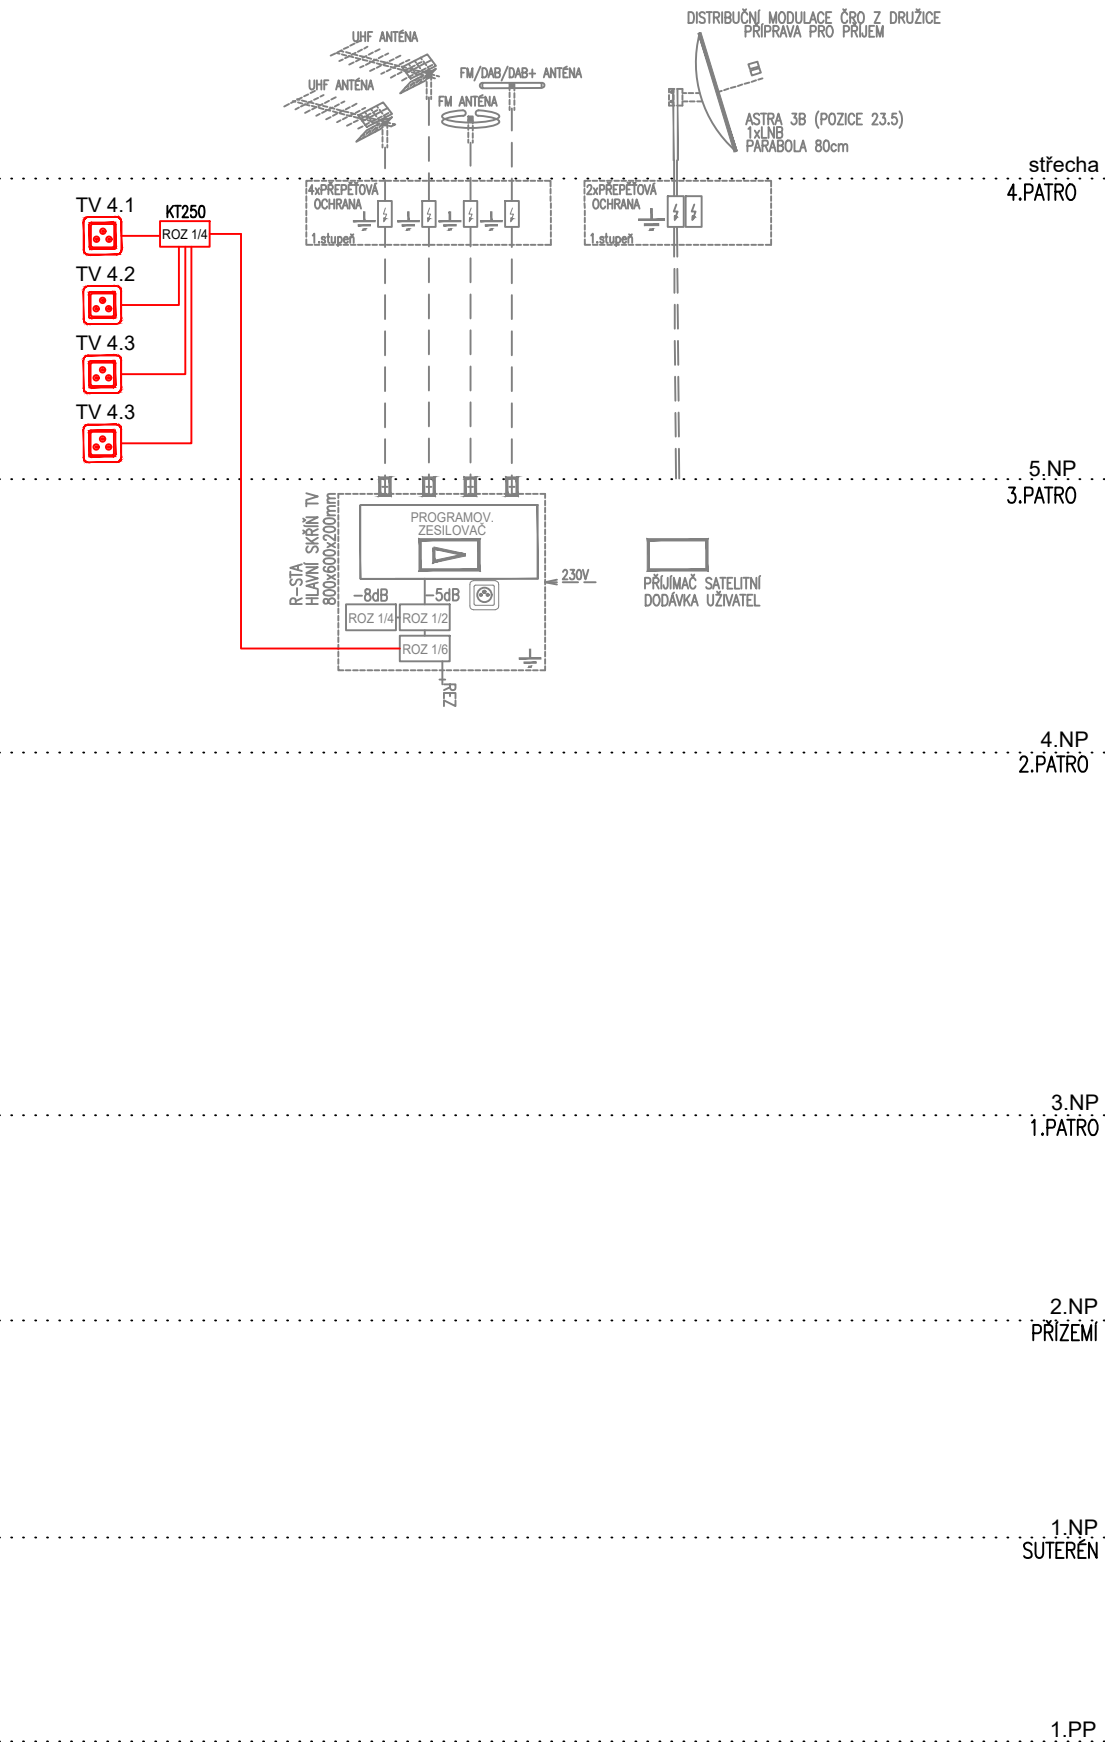 DISTRIBUČNÍ MODULACE ČRO Z DRUŽICE
PŘÍPRAVA PRO PŘÍJEM
UHF ANTÉNA
FM/DAB/DAB+ ANTÉNA
UHF ANTÉNA
FM ANTÉNA
ASTRA 3B (POZICE 23.5)
1xLNB
PARABOLA 80cm
střecha
4.PATRO
4xPŘEPĚŤOVÁ
OCHRANA
1.stupeň
2xPŘEPĚŤOVÁ
OCHRANA
1.stupeň
TV 4.1
KT250
ROZ 1/4
TV 4.2
TV 4.3
TV 4.3
5.NP
3.PATRO
R-STA
HLAVNÍ SKŘÍŇ TV
800x600x200mm
PROGRAMOV.
ZESILOVAČ
230V
-8dB
-5dB
ROZ 1/4
ROZ 1/2
ROZ 1/6
REZ
PŘÍJÍMAČ SATELITNÍ
DODÁVKA UŽIVATEL
4.NP
2.PATRO
3.NP
1.PATRO
2.NP
PŘÍZEMÍ
1.NP
SUTERÉN
1.PP